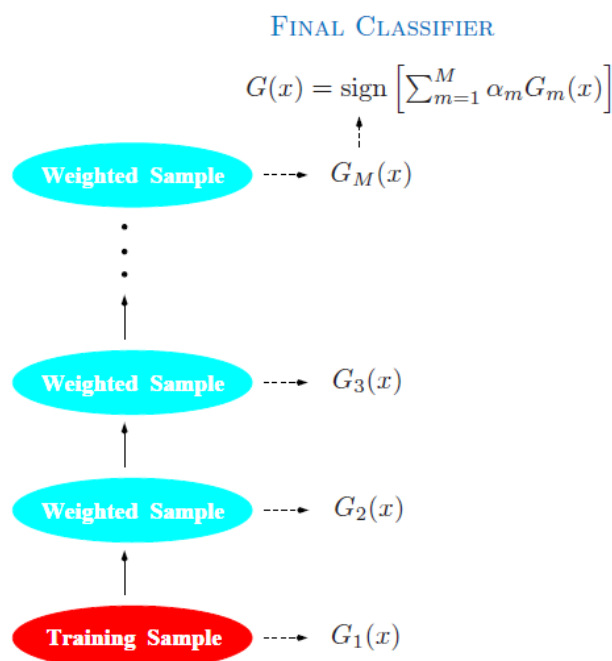 FINAL CLASSIFIER
G(x) = sign [∑_{m=1}^{M} α_m G_m(x)]
Weighted Sample
G_M(x)
Weighted Sample
G_3(x)
Weighted Sample
G_2(x)
Training Sample
G_1(x)